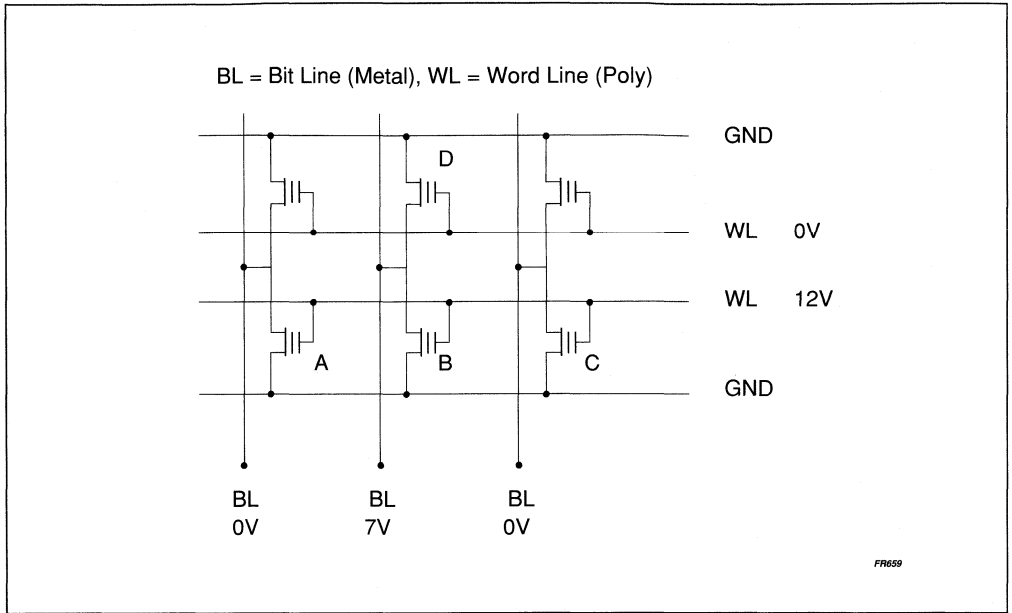 BL = Bit Line (Metal), WL = Word Line (Poly)
GND
D
WL 0V
WL 12V
A B C
GND
BL BL BL
0V 7V 0V
FR659